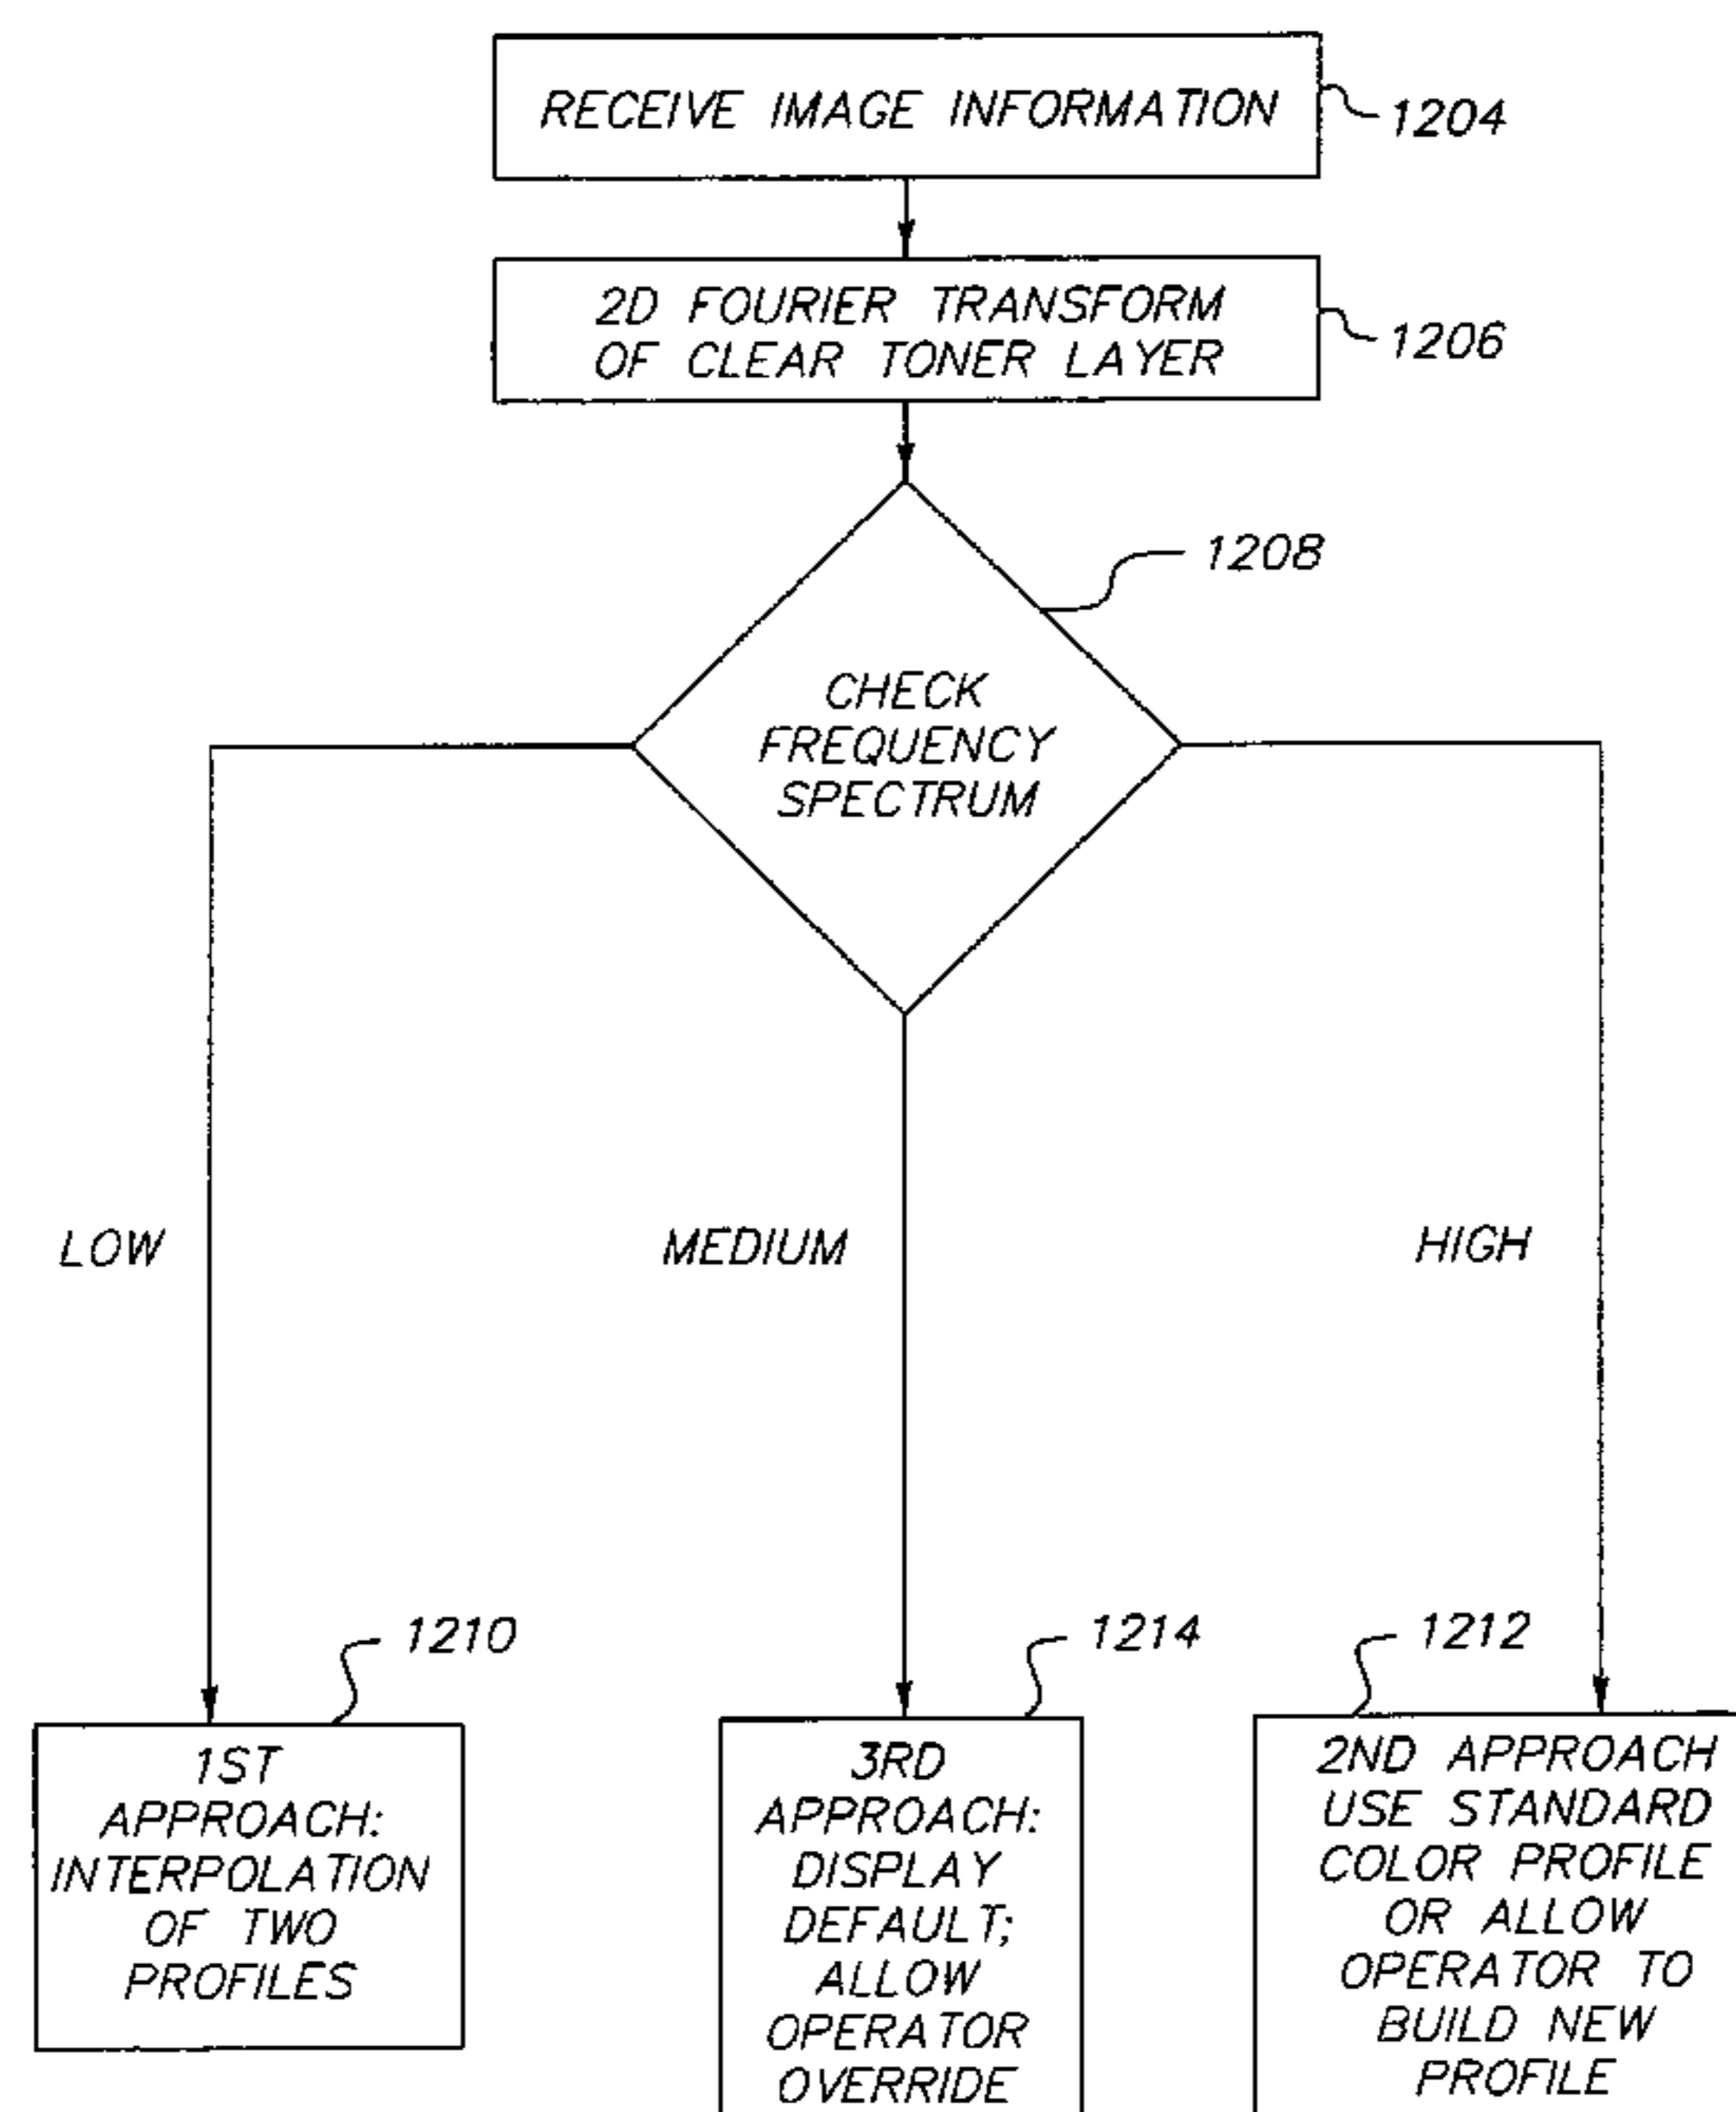 RECEIVE IMAGE INFORMATION
1204
2D FOURIER TRANSFORM
OF CLEAR TONER LAYER
1206
1208
CHECK
FREQUENCY
SPECTRUM
LOW
MEDIUM
HIGH
1210
1ST
APPROACH:
INTERPOLATION
OF TWO
PROFILES
1214
3RD
APPROACH:
DISPLAY
DEFAULT;
ALLOW
OPERATOR
OVERRIDE
1212
2ND APPROACH
USE STANDARD
COLOR PROFILE
OR ALLOW
OPERATOR TO
BUILD NEW
PROFILE